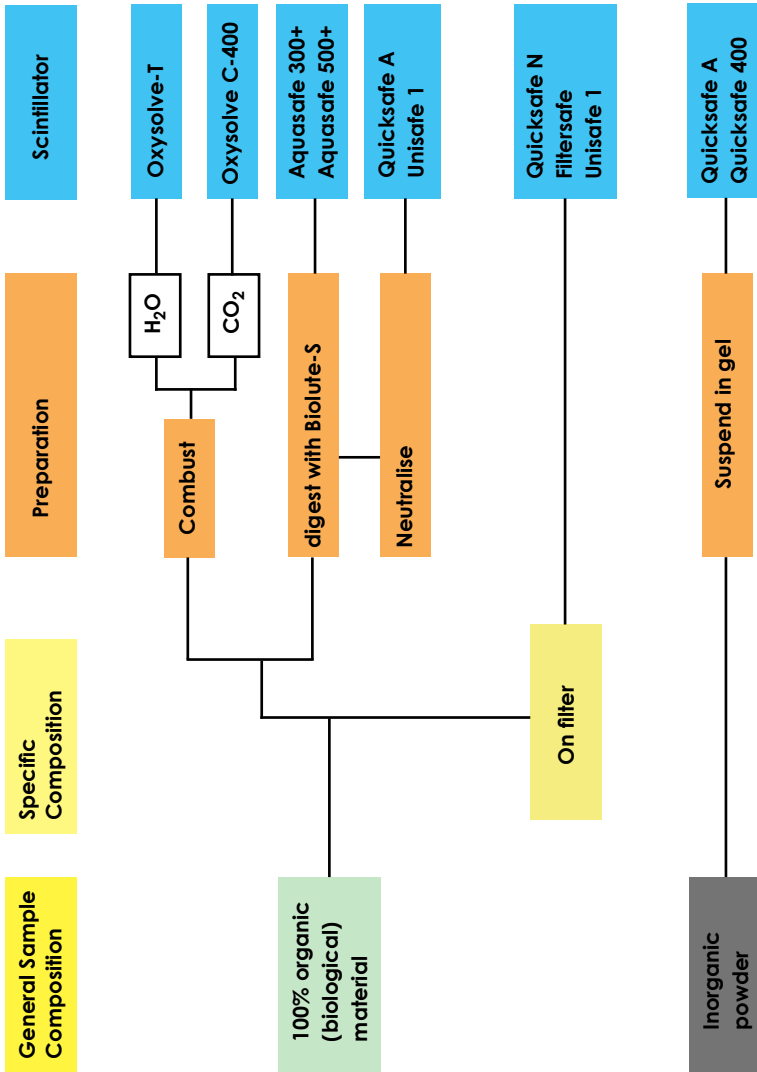 General Sample
Composition
Specific
Composition
Preparation
Scintillator
100% organic
(biological)
material
Combust
H₂O
Oxysolve-T
CO₂
Oxysolve C-400
digest with Biolute-S
Aquasafe 300+
Aquasafe 500+
Neutralise
Quicksafe A
Unisafe 1
On filter
Quicksafe N
Filtersafe
Unisafe 1
Inorganic
powder
Suspend in gel
Quicksafe A
Quicksafe 400